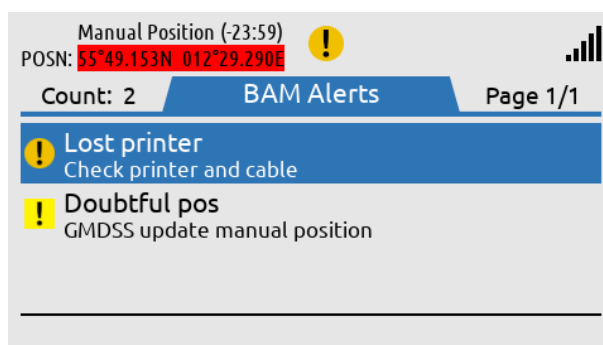 Manual Position (-23:59)
POSN: 55°49.153N 012°29.290E
!
Count: 2 BAM Alerts Page 1/1
! Lost printer
Check printer and cable
! Doubtful pos
GMDSS update manual position